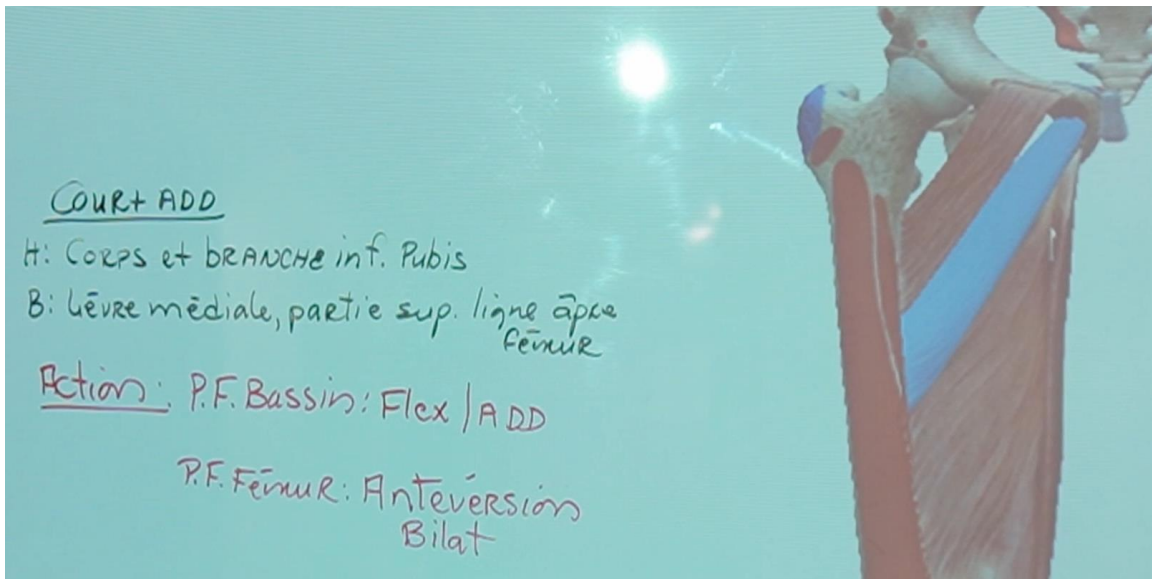 COURT ADD
H: CORPS et bRANCHe inf. Pubis
B: Lèvre médiale, partie sup. ligne âpre
fémuR
Action: P.F. Bassin: Flex / ADD
P.F. FémuR: Antéversion
Bilat